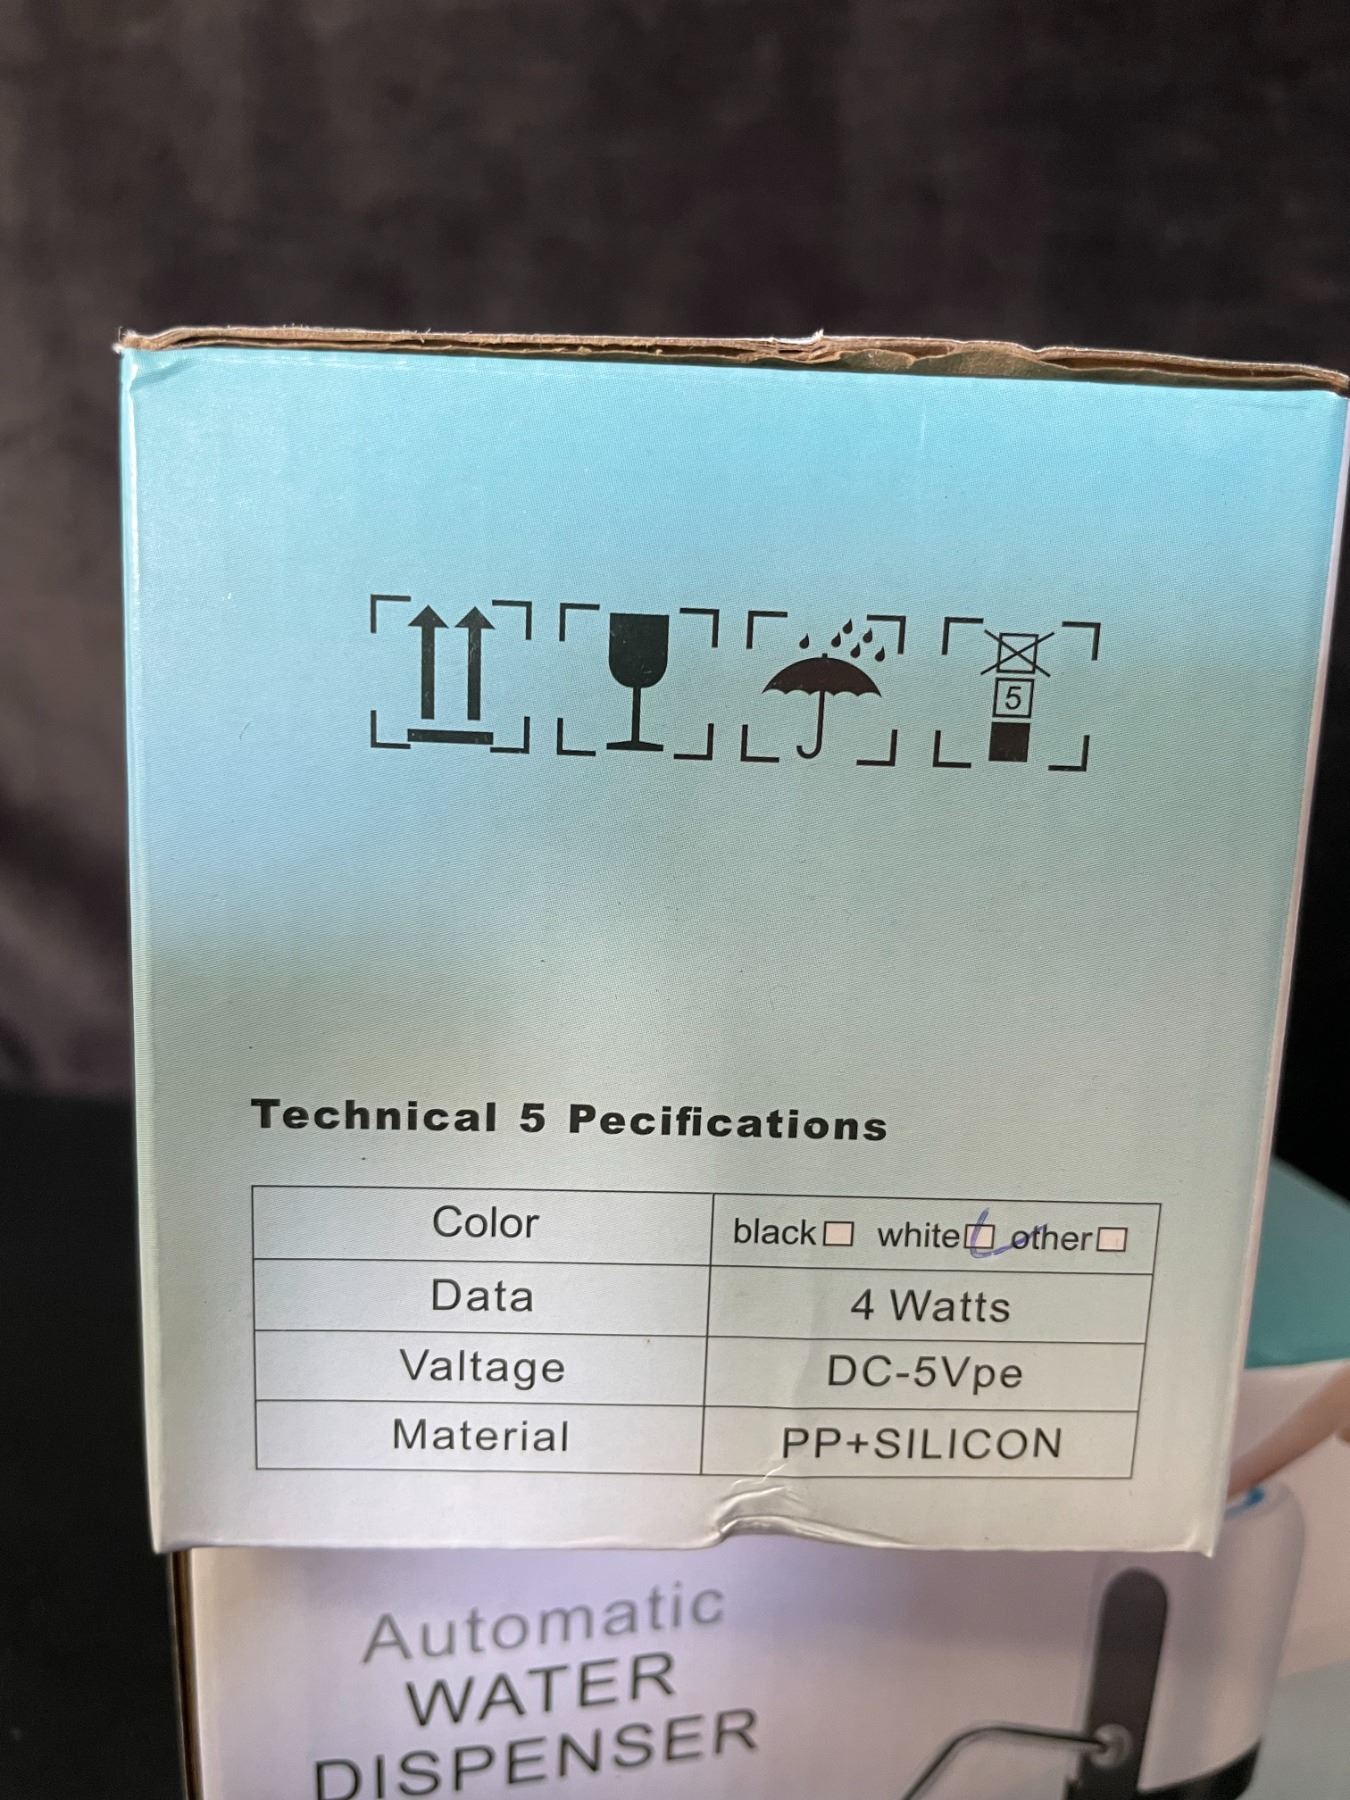 5
Technical 5 Pecifications
Color black white other
Data 4 Watts
Valtage DC-5Vpe
Material PP+SILICON
Automatic
WATER
DISPENSER